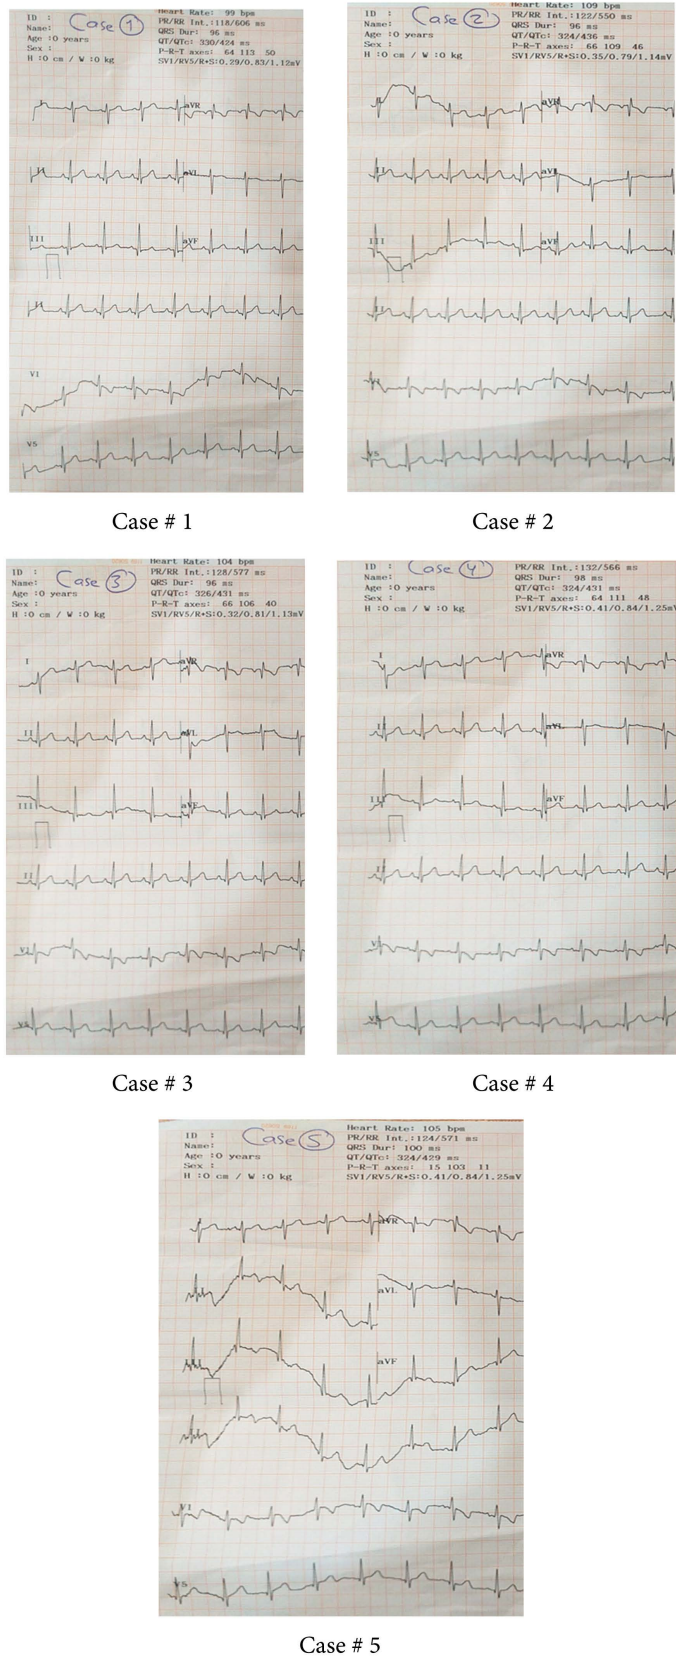 Case 1
ID :
Name:
Age :0 years
Sex :
H :0 cm / W :0 kg
Heart Rate: 99 bpm
PR/RR Int.:118/606 ms
QRS Dur: 96 ms
QT/QTc: 330/424 ms
P-R-T axes: 64 113 50
SV1/RV5/R+S:0.29/0.83/1.12mV
I aVR
II aVL
III aVF
II
V1
V5
Case # 1
Case 2
ID :
Name:
Age :0 years
Sex :
H :0 cm / W :0 kg
Heart Rate: 109 bpm
PR/RR Int.:122/550 ms
QRS Dur: 96 ms
QT/QTc: 324/436 ms
P-R-T axes: 66 109 46
SV1/RV5/R+S:0.35/0.79/1.14mV
I aVR
II aVL
III aVF
II
V1
V5
Case # 2
Case 3
ID :
Name:
Age :0 years
Sex :
H :0 cm / W :0 kg
Heart Rate: 104 bpm
PR/RR Int.:128/577 ms
QRS Dur: 96 ms
QT/QTc: 326/431 ms
P-R-T axes: 66 106 40
SV1/RV5/R+S:0.32/0.81/1.13mV
I aVR
II aVL
III aVF
II
V1
V5
Case # 3
Case 4
ID :
Name:
Age :0 years
Sex :
H :0 cm / W :0 kg
PR/RR Int.:132/566 ms
QRS Dur: 98 ms
QT/QTc: 324/431 ms
P-R-T axes: 64 111 48
SV1/RV5/R+S:0.41/0.84/1.25mV
I aVR
II aVL
III aVF
II
V1
V5
Case # 4
Case 5
ID :
Name:
Age :0 years
Sex :
H :0 cm / W :0 kg
Heart Rate: 105 bpm
PR/RR Int.:124/571 ms
QRS Dur: 100 ms
QT/QTc: 324/429 ms
P-R-T axes: 15 103 11
SV1/RV5/R+S:0.41/0.84/1.25mV
aVR
aVL
III aVF
V1
V5
Case # 5